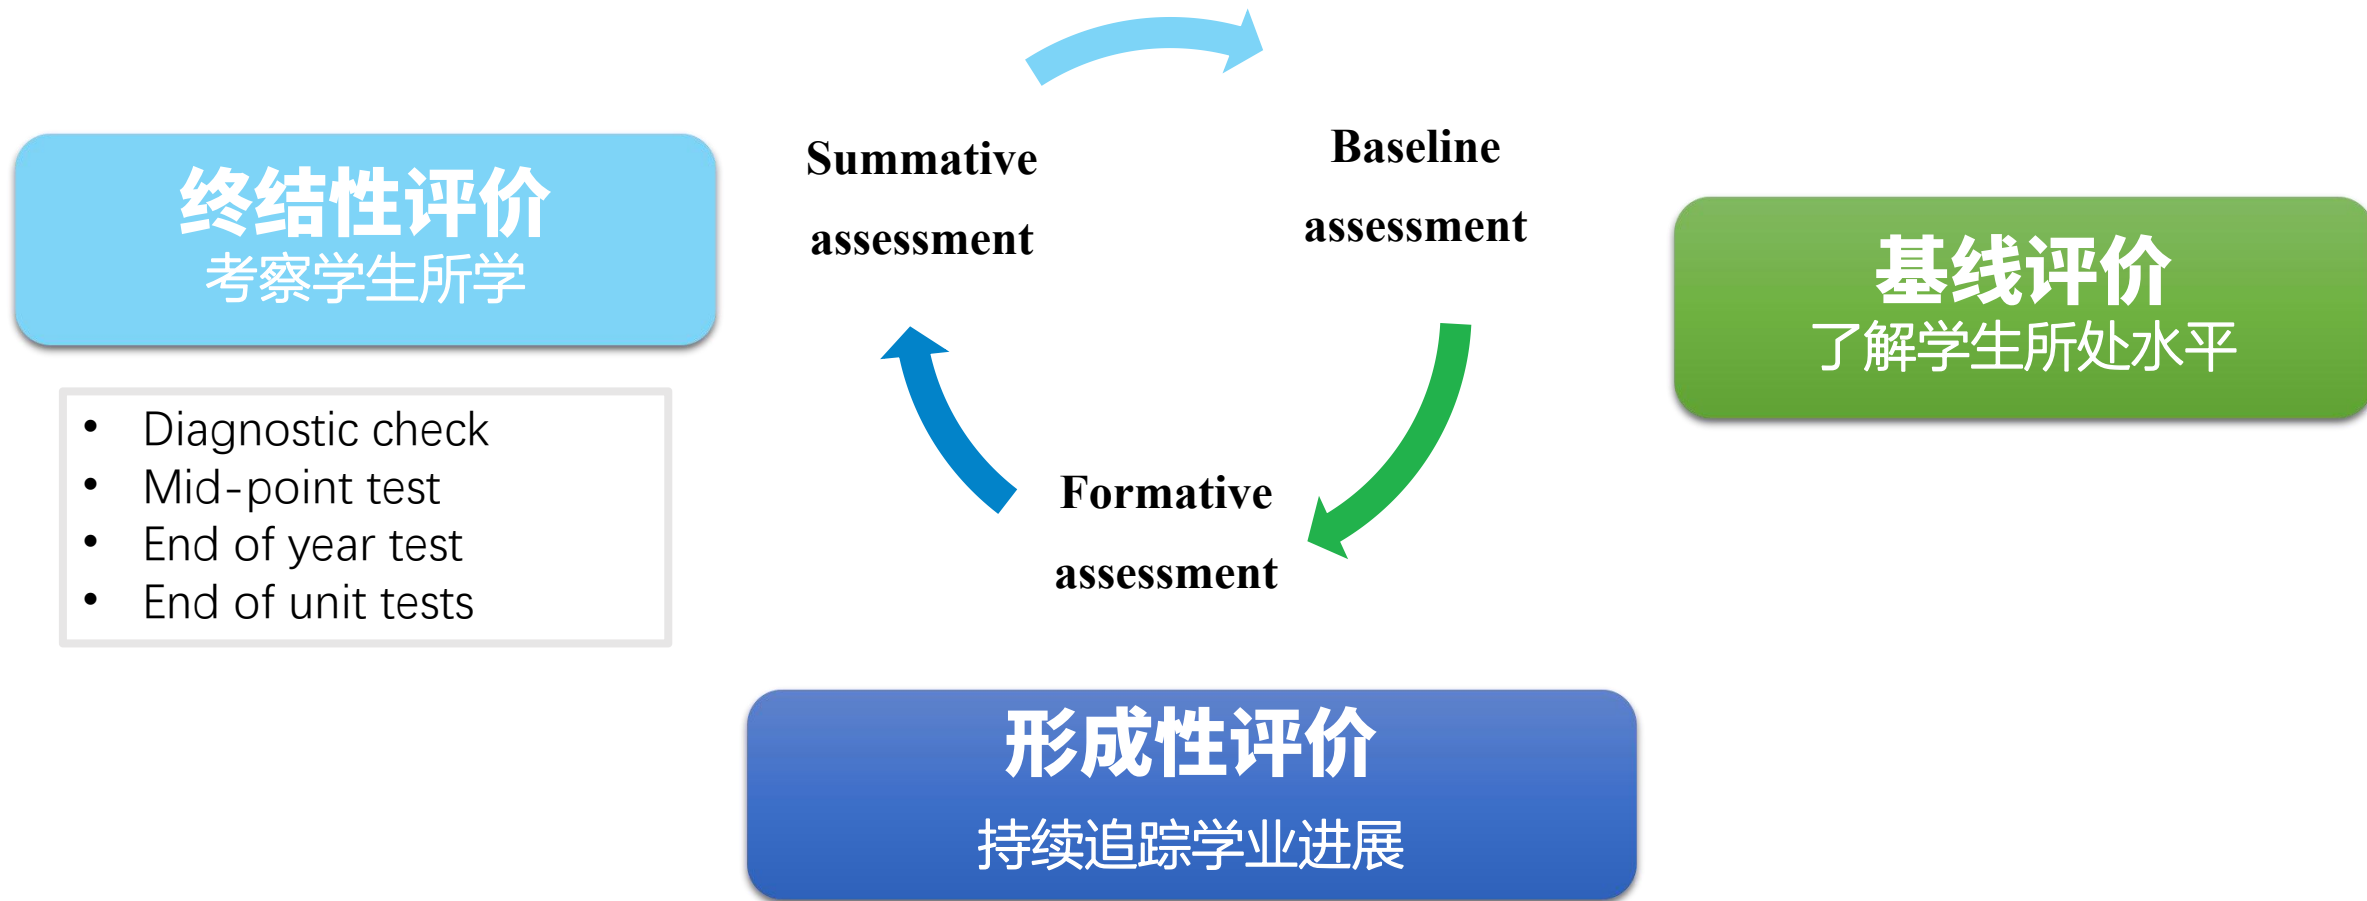 Summative
assessment
Baseline
assessment
终结性评价
考察学生所学
基线评价
了解学生所处水平
• Diagnostic check
• Mid-point test
• End of year test
• End of unit tests
Formative
assessment
形成性评价
持续追踪学业进展